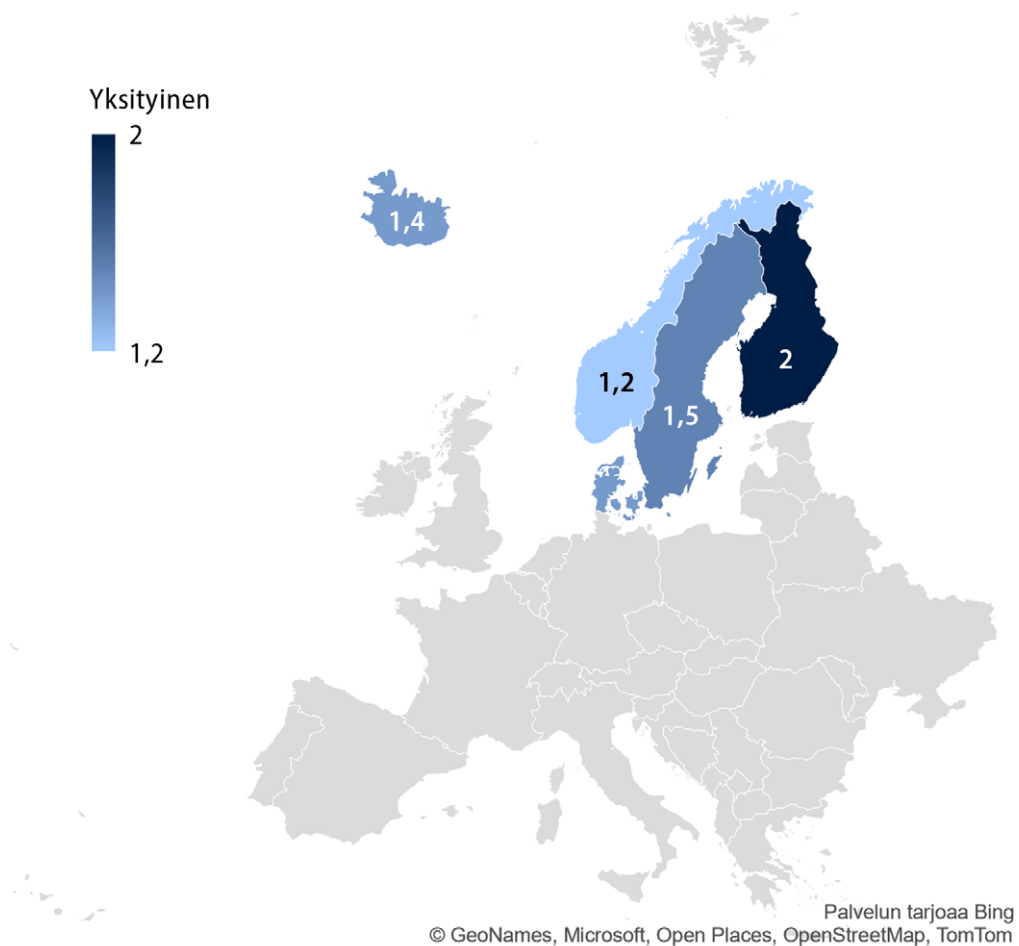 Yksityinen
2
1,2
1,4
1,2
2
1,5
Palvelun tarjoaa Bing
© GeoNames, Microsoft, Open Places, OpenStreetMap, TomTom